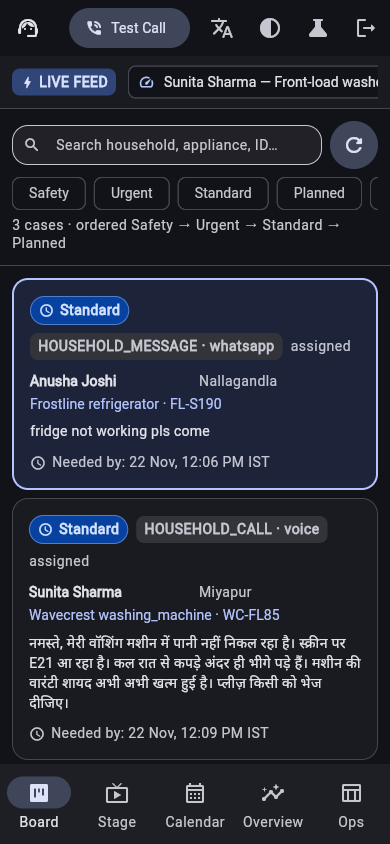 Test Call
LIVE FEED
Sunita Sharma — Front-load
Search household, appliance, ID…
Safety
Urgent
Standard
Planned
3 cases · ordered Safety → Urgent → Standard →
Planned
Standard
HOUSEHOLD_MESSAGE · whatsapp assigned
Anusha Joshi Nallagandla
Frostline refrigerator · FL-S190
fridge not working pls come
Needed by: 22 Nov, 12:06 PM IST
Standard HOUSEHOLD_CALL · voice
assigned
Sunita Sharma Miyapur
Wavecrest washing_machine · WC-FL85
नमस्ते, मेरी वॉशिंग मशीन में पानी नहीं निकल रहा है। स्क्रीन पर
E21 आ रहा है। कल रात से कपड़े अंदर ही भीगे पड़े हैं। मशीन की
वारंटी शायद अभी अभी खत्म हुई है। प्लीज़ किसी को भेज
दीजिए।
Needed by: 22 Nov, 12:09 PM IST
Board
Stage
Calendar
Overview
Ops